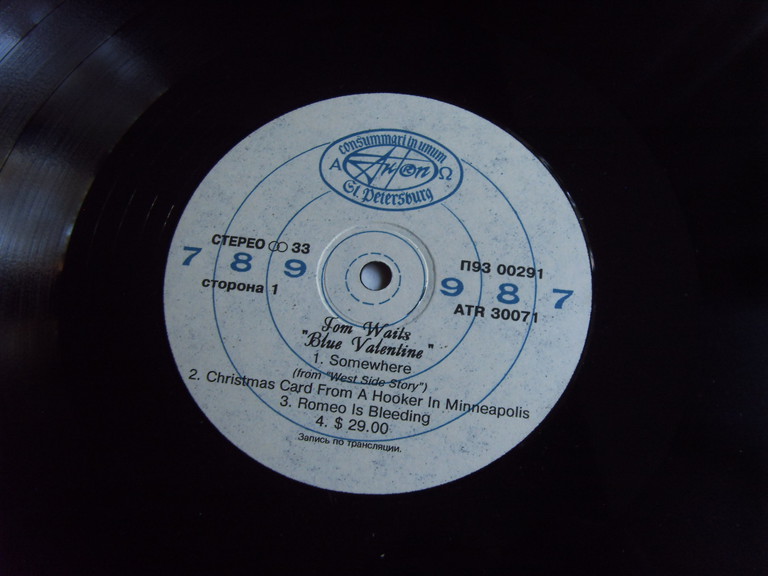 consummari in unum
A Antron Ω
St. Petersburg
СТЕРЕО 33
П93 00291
7 8 9
9 8 7
сторона 1
ATR 30071
Tom Waits
"Blue Valentine"
1. Somewhere
(from "West Side Story")
2. Christmas Card From A Hooker In Minneapolis
3. Romeo Is Bleeding
4. $ 29.00
Запись по трансляции.